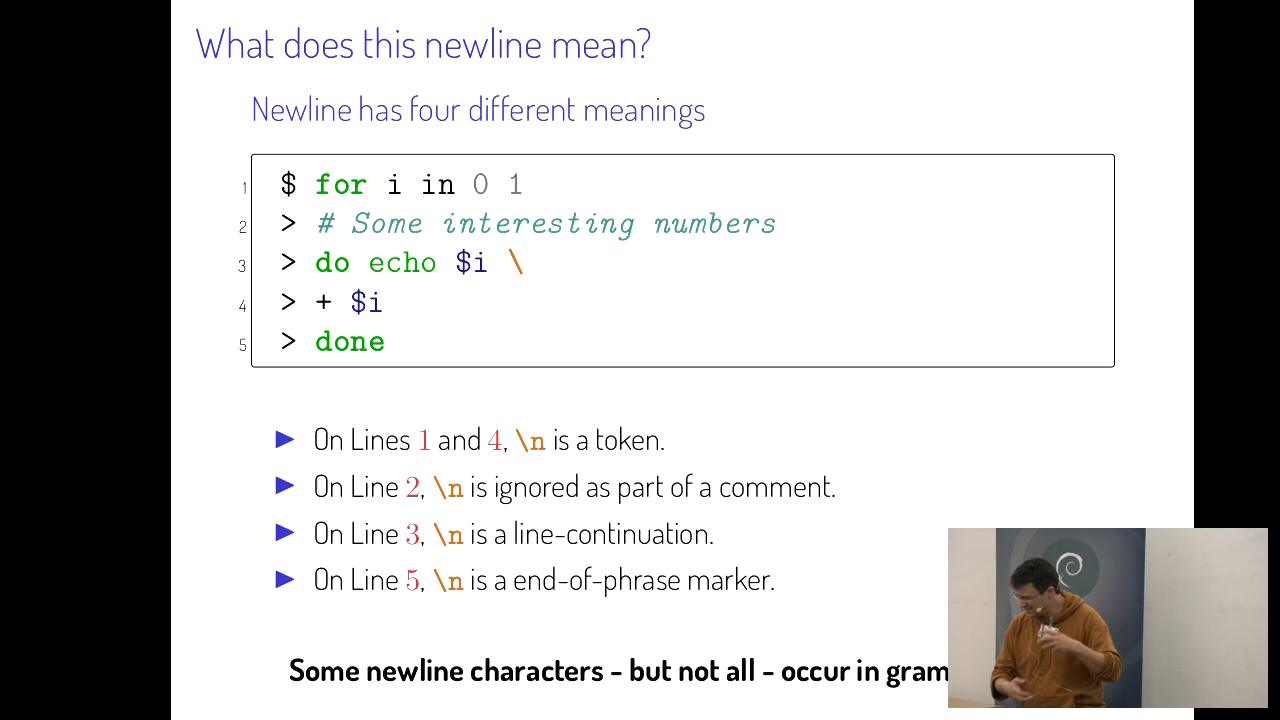 What does this newline mean?
Newline has four different meanings
1 $ for i in 0 1
2 > # Some interesting numbers
3 > do echo $i \
4 > + $i
5 > done
▶ On Lines 1 and 4, \n is a token.
▶ On Line 2, \n is ignored as part of a comment.
▶ On Line 3, \n is a line-continuation.
▶ On Line 5, \n is a end-of-phrase marker.
Some newline characters - but not all - occur in